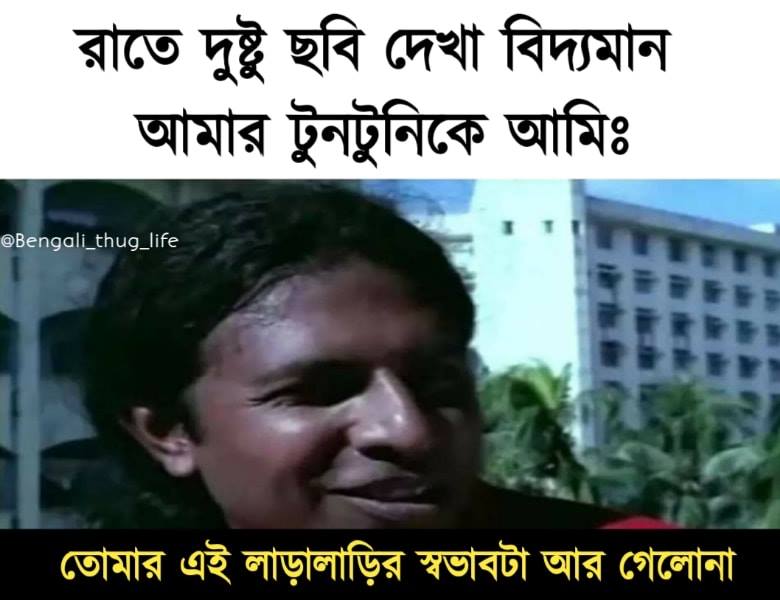 রাতে দুষ্টু ছবি দেখা বিদ্যমান
আমার টুনটুনিকে আমিঃ
@Bengali_thug_life
তোমার এই লাড়ালাড়ির স্বভাবটা আর গেলোনা